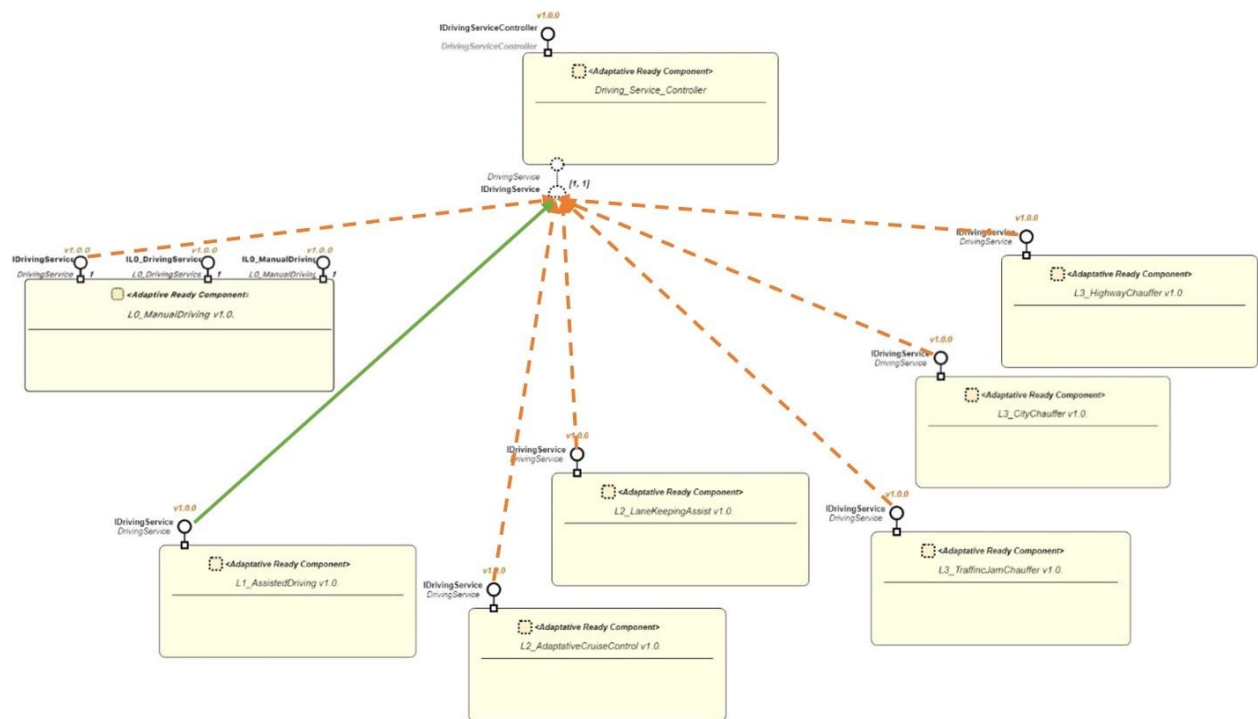 v1.0.0
IDrivingServiceController
DrivingServiceController
<Adaptative Ready Component>
Driving_Service_Controller
DrivingService
IDrivingService
[1, 1]
v1.0.0
IDrivingService
DrivingService
1
v1.0.0
IL0_DrivingService
L0_DrivingService
1
v1.0.0
IL0_ManualDriving
L0_ManualDriving
1
<Adaptive Ready Component>
L0_ManualDriving v1.0.
v1.0.0
IDrivingService
DrivingService
<Adaptative Ready Component>
L3_HighwayChauffer v1.0.
v1.0.0
IDrivingService
DrivingService
<Adaptative Ready Component>
L3_CityChauffer v1.0.
v1.0.0
IDrivingService
DrivingService
<Adaptative Ready Component>
L2_LaneKeepingAssist v1.0.
v1.0.0
IDrivingService
DrivingService
<Adaptative Ready Component>
L3_TraffincJamChauffer v1.0.
v1.0.0
IDrivingService
DrivingService
<Adaptative Ready Component>
L1_AssistedDriving v1.0.
v1.0.0
IDrivingService
DrivingService
<Adaptative Ready Component>
L2_AdaptativeCruiseControl v1.0.